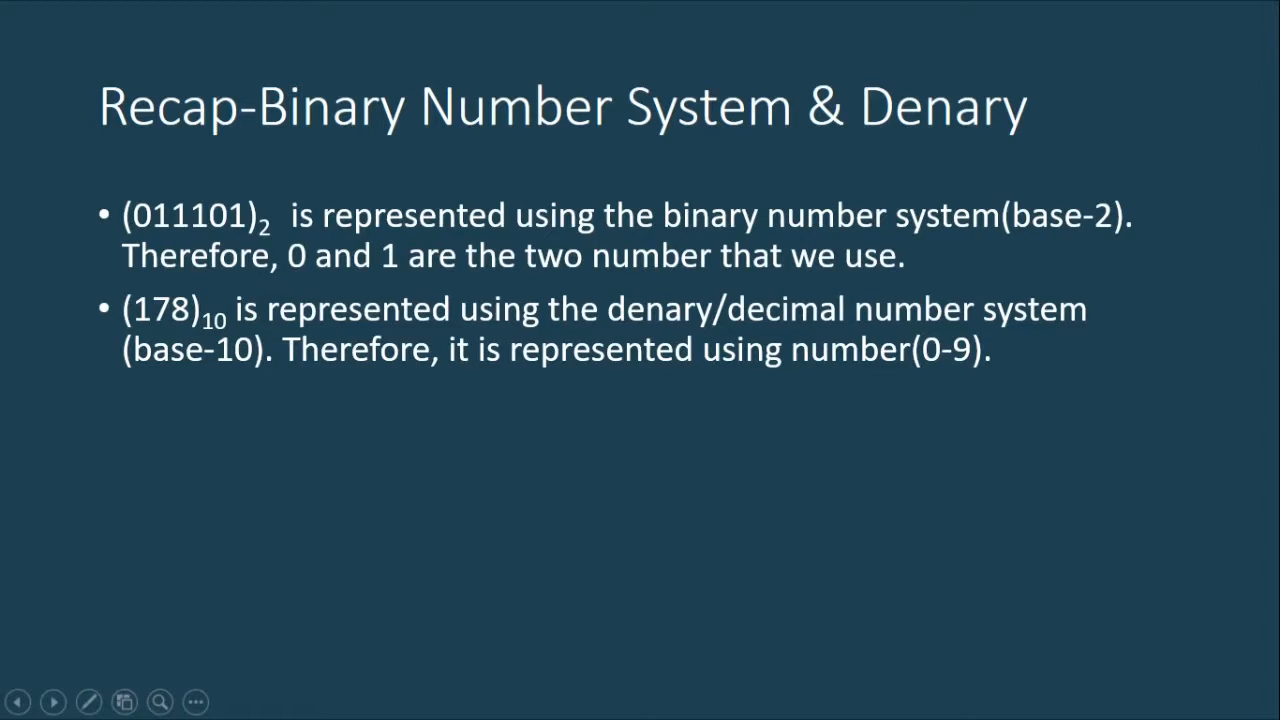 Recap-Binary Number System & Denary
• (011101)₂ is represented using the binary number system(base-2).
Therefore, 0 and 1 are the two number that we use.
• (178)₁₀ is represented using the denary/decimal number system
(base-10). Therefore, it is represented using number(0-9).